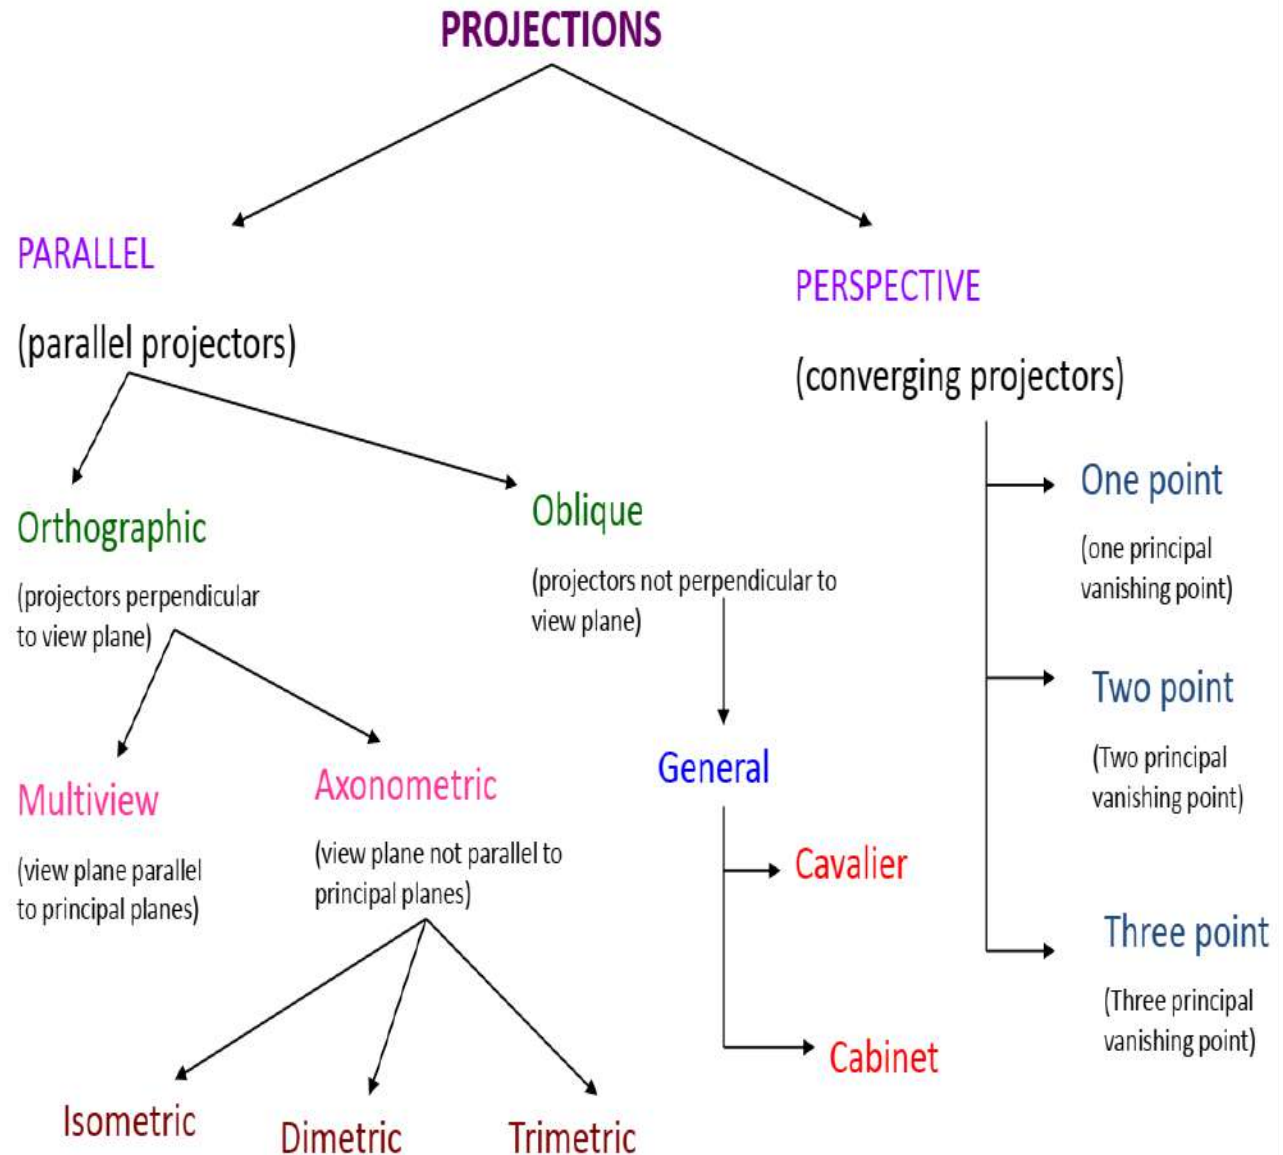 PROJECTIONS
PARALLEL
(parallel projectors)
PERSPECTIVE
(converging projectors)
Orthographic
(projectors perpendicular
to view plane)
Oblique
(projectors not perpendicular to
view plane)
One point
(one principal
vanishing point)
Two point
(Two principal
vanishing point)
Three point
(Three principal
vanishing point)
Multiview
(view plane parallel
to principal planes)
Axonometric
(view plane not parallel to
principal planes)
General
Cavalier
Cabinet
Isometric
Dimetric
Trimetric